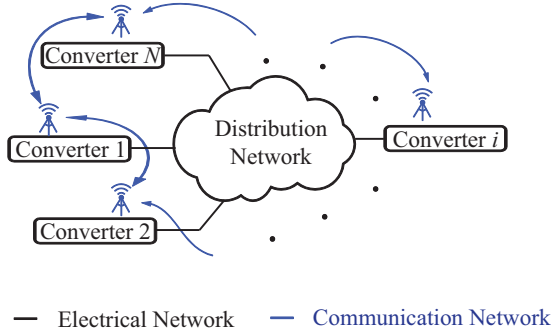 Converter N
Converter 1
Distribution
Network
Converter i
Converter 2
Electrical Network
Communication Network